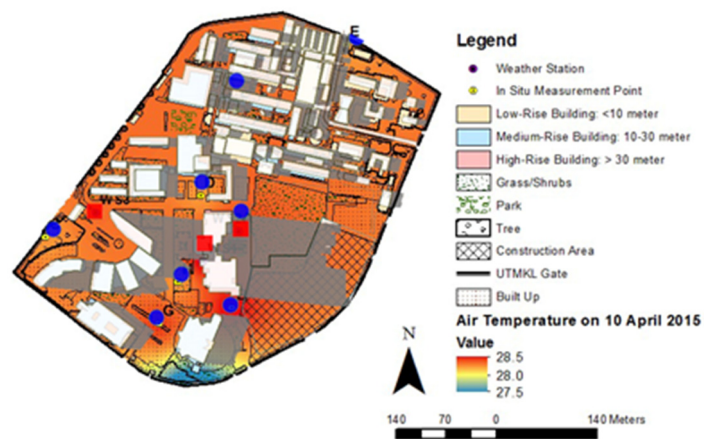 E
WS3
G
N
Legend
Weather Station
In Situ Measurement Point
Low-Rise Building: <10 meter
Medium-Rise Building: 10-30 meter
High-Rise Building: > 30 meter
Grass/Shrubs
Park
Tree
Construction Area
UTMKL Gate
Built Up
Air Temperature on 10 April 2015
Value
28.5
28.0
27.5
140 70 0 140 Meters